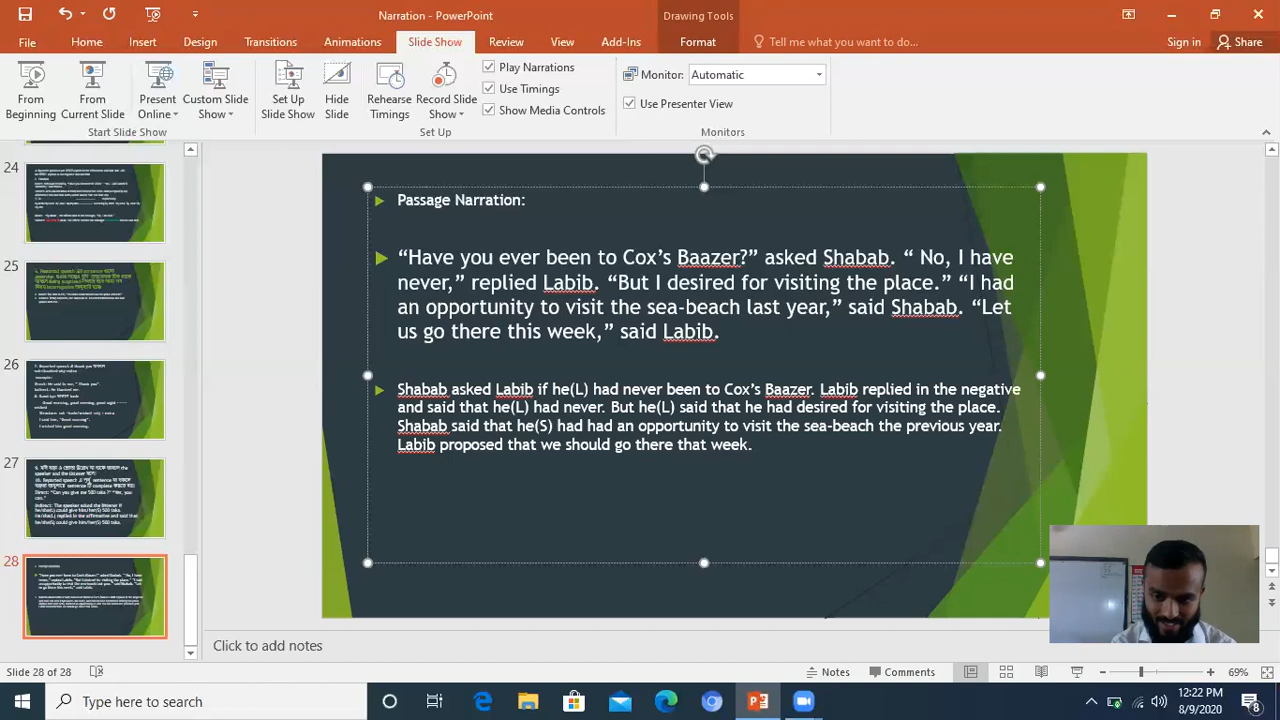 Narration - PowerPoint
Drawing Tools
File
Home
Insert
Design
Transitions
Animations
Slide Show
Review
View
Add-Ins
Format
Tell me what you want to do...
Sign in
Share
From Beginning
From Current Slide
Present Online
Custom Slide Show
Set Up Slide Show
Hide Slide
Rehearse Timings
Record Slide Show
Play Narrations
Use Timings
Show Media Controls
Monitor: Automatic
Use Presenter View
Start Slide Show
Set Up
Monitors
24
25
26
27
28
Passage Narration:
“Have you ever been to Cox’s Baazer?” asked Shabab. “ No, I have
never,” replied Labib. “But I desired for visiting the place.” “I had
an opportunity to visit the sea-beach last year,” said Shabab. “Let
us go there this week,” said Labib.
Shabab asked Labib if he(L) had never been to Cox’s Baazer. Labib replied in the negative
and said that he(L) had never. But he(L) said that he had desired for visiting the place.
Shabab said that he(S) had had an opportunity to visit the sea-beach the previous year.
Labib proposed that we should go there that week.
Click to add notes
Slide 28 of 28
Notes
Comments
69%
Type here to search
12:22 PM
8/9/2020
8